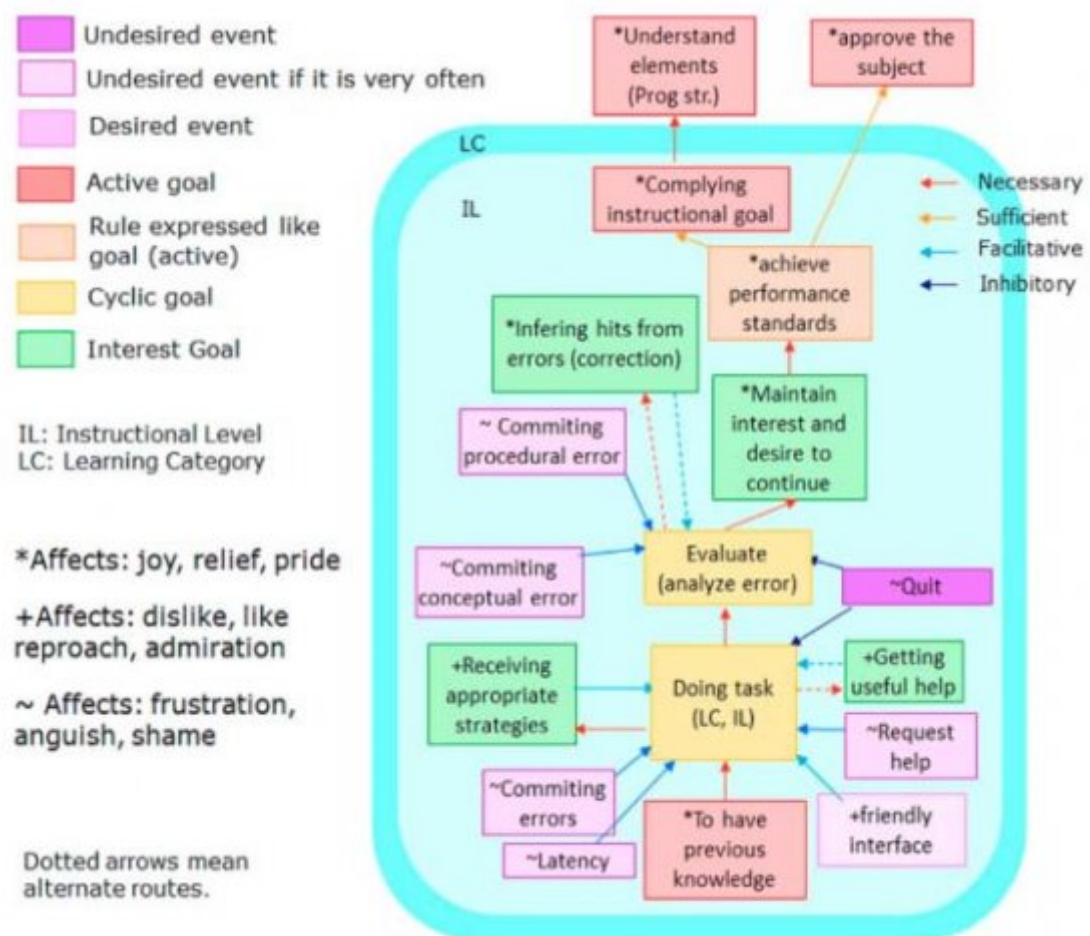 Undesired event
Undesired event if it is very often
Desired event
Active goal
Rule expressed like
goal (active)
Cyclic goal
Interest Goal
IL: Instructional Level
LC: Learning Category
*Affects: joy, relief, pride
+Affects: dislike, like
reproach, admiration
~ Affects: frustration,
anguish, shame
Dotted arrows mean
alternate routes.
*Understand
elements
(Prog str.)
*approve the
subject
LC
IL
*Complying
instructional goal
Necessary
Sufficient
Facilitative
Inhibitory
*achieve
performance
standards
*Infering hits from
errors (correction)
*Maintain
interest and
desire to
continue
~ Commiting
procedural error
Evaluate
(analyze error)
~Commiting
conceptual error
~Quit
+Receiving
appropriate
strategies
Doing task
(LC, IL)
+Getting
useful help
~Request
help
~Commiting
errors
*To have
previous
knowledge
+friendly
interface
~Latency